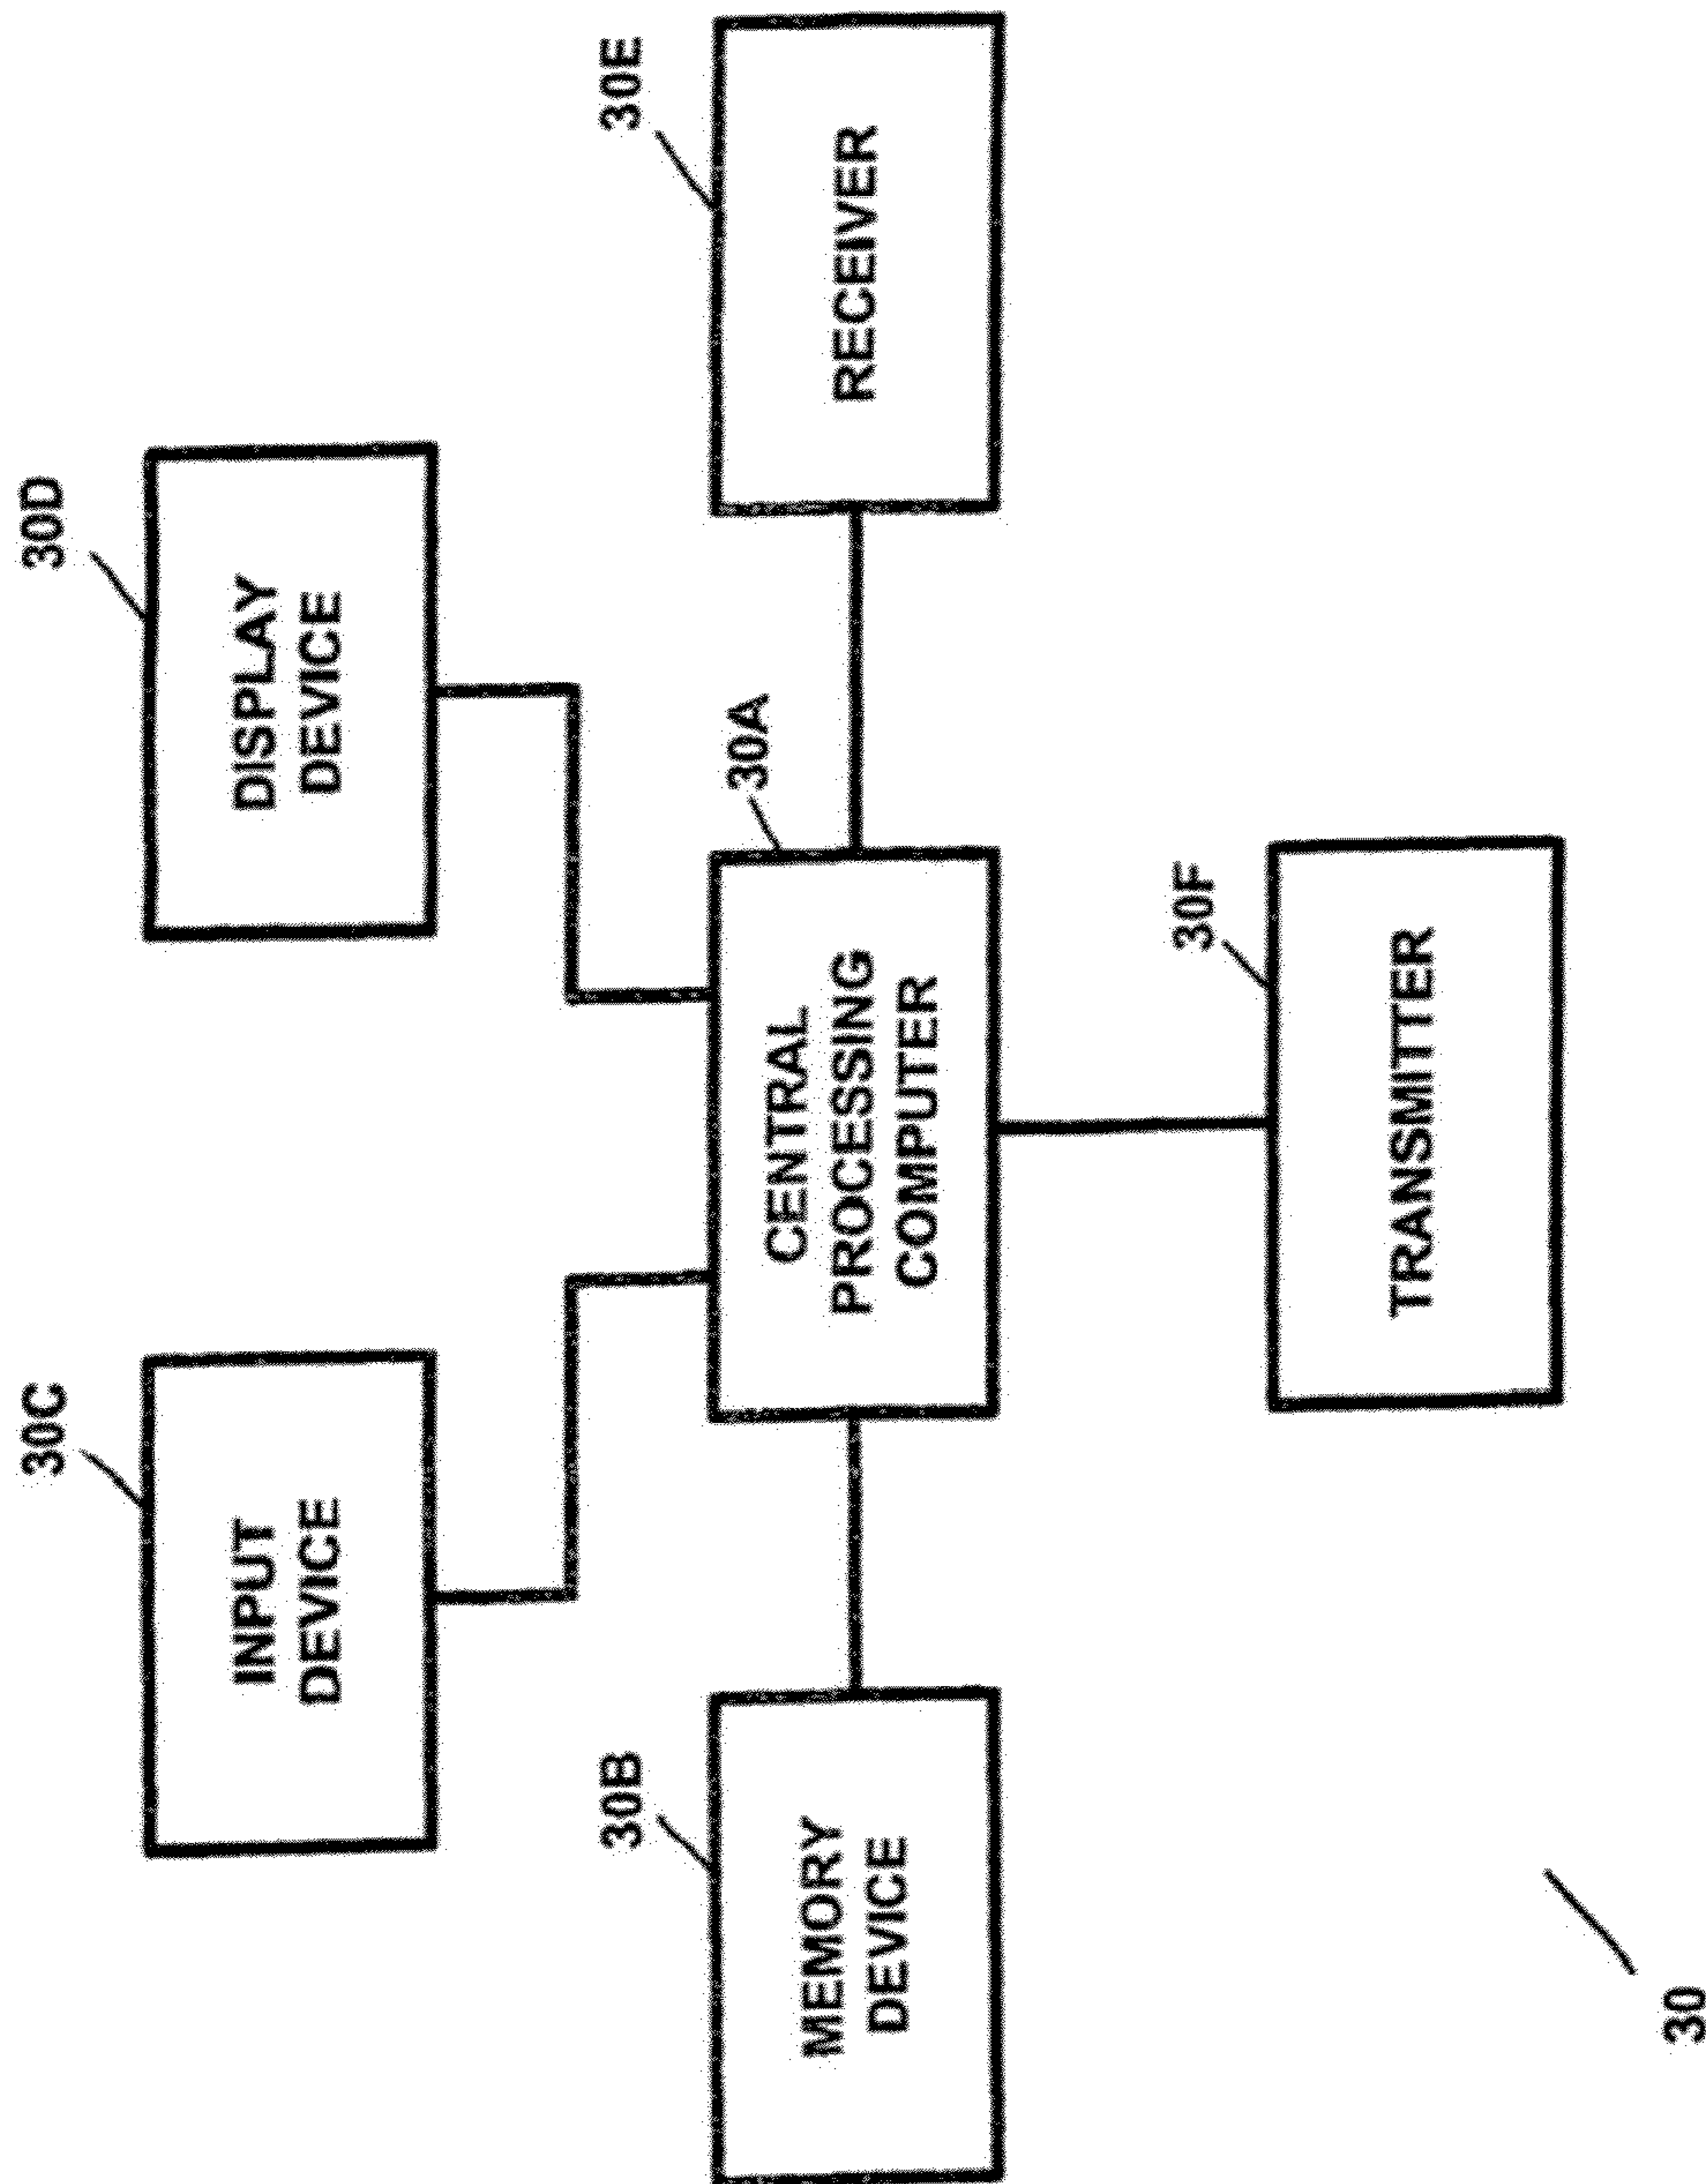 30C
INPUT
DEVICE
30D
DISPLAY
DEVICE
30B
MEMORY
DEVICE
30A
CENTRAL
PROCESSING
COMPUTER
30E
RECEIVER
30F
TRANSMITTER
30